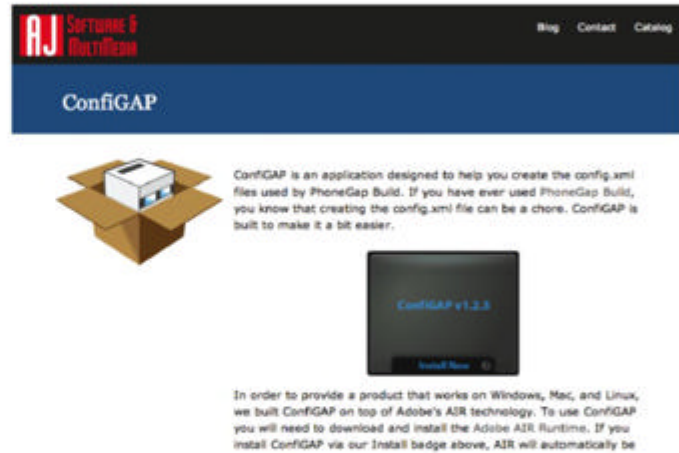 AJ SOFTWARE &
MULTIMEDIA
Blog Contact Catalog
ConfiGAP
ConfiGAP is an application designed to help you create the config.xml
files used by PhoneGap Build. If you have ever used PhoneGap Build,
you know that creating the config.xml file can be a chore. ConfiGAP is
built to make it a bit easier.
ConfiGAP v1.2.5
Install Now
In order to provide a product that works on Windows, Mac, and Linux,
we built ConfiGAP on top of Adobe's AIR technology. To use ConfiGAP
you will need to download and install the Adobe AIR Runtime. If you
install ConfiGAP via our Install badge above, AIR will automatically be